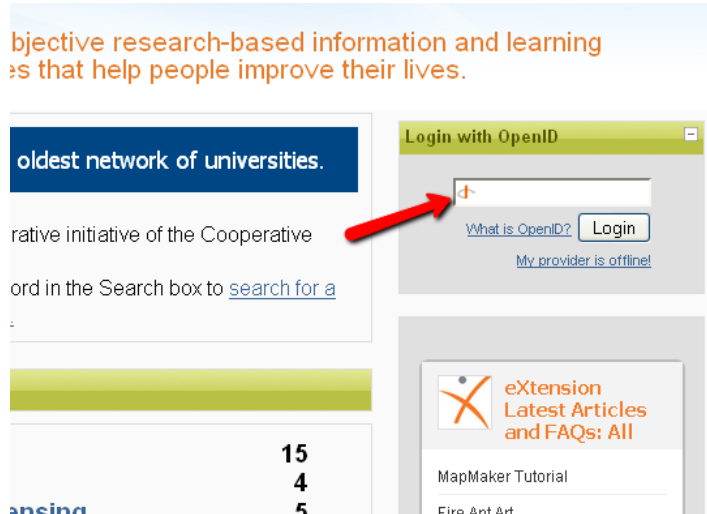 bjective research-based information and learning
es that help people improve their lives.
oldest network of universities.
rative initiative of the Cooperative
ord in the Search box to search for a
15
4
5
ensing
Login with OpenID
What is OpenID? Login
My provider is offline!
eXtension
Latest Articles
and FAQs: All
MapMaker Tutorial
Fire Ant Art